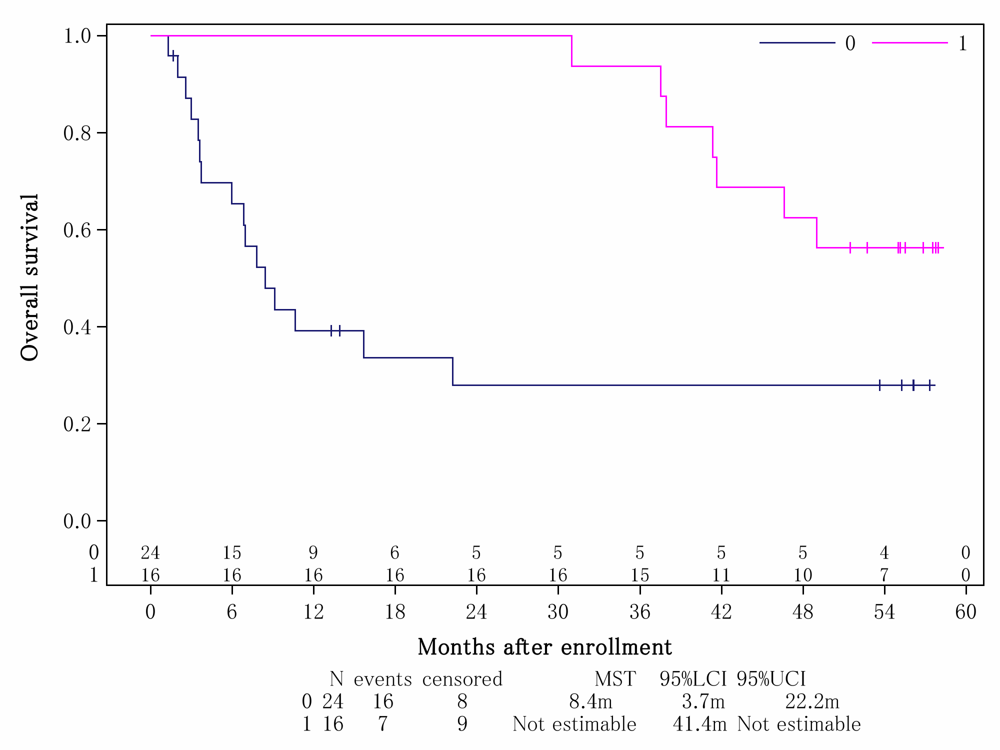 0 1
1.0
0.8
0.6
0.4
0.2
0.0
Overall survival
0 24 15 9 6 5 5 5 5 5 4 0
1 16 16 16 16 16 16 15 11 10 7 0
0 6 12 18 24 30 36 42 48 54 60
Months after enrollment
N events censored MST 95%LCI 95%UCI
0 24 16 8 8.4m 3.7m 22.2m
1 16 7 9 Not estimable 41.4m Not estimable